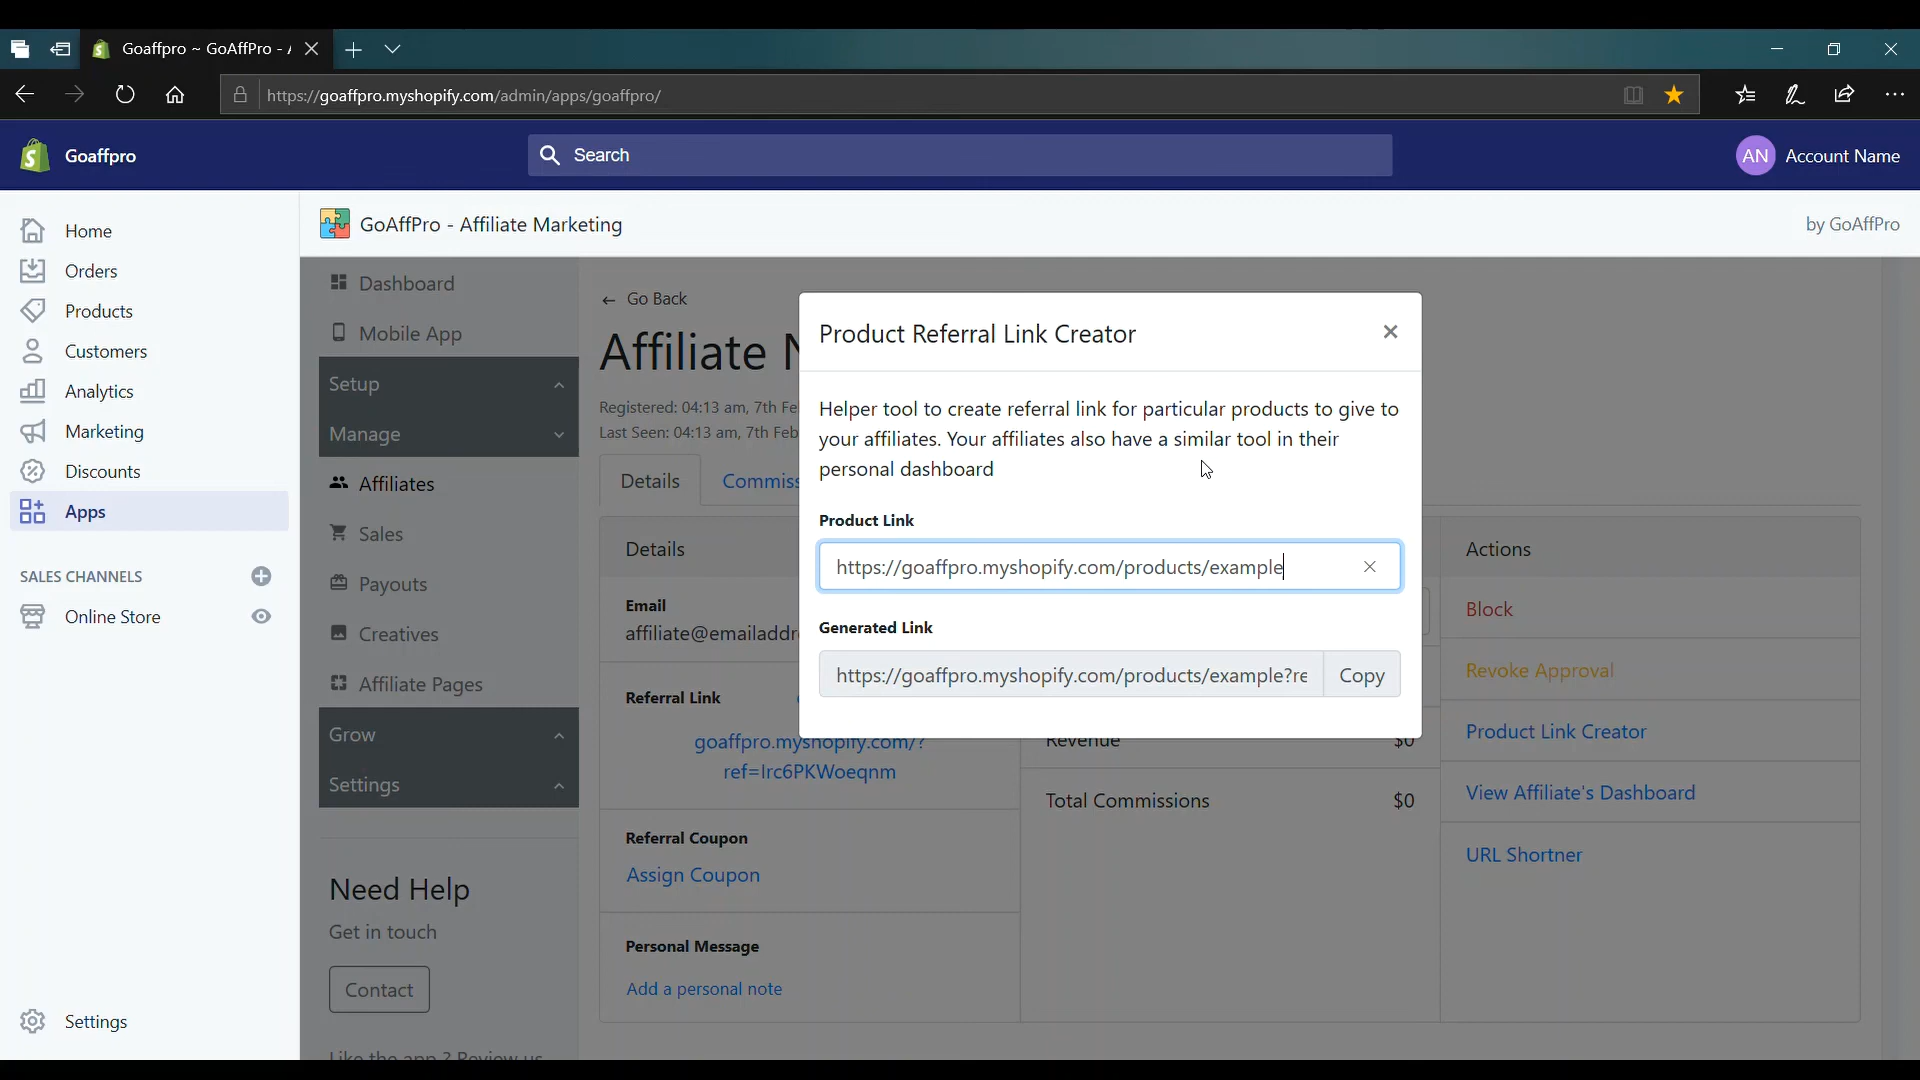 Goaffpro ~ GoAffPro - 
https://goaffpro.myshopify.com/admin/apps/goaffpro/
Goaffpro
Search
AN
Account Name
Home
Orders
Products
Customers
Analytics
Marketing
Discounts
Apps
SALES CHANNELS
Online Store
Settings
GoAffPro - Affiliate Marketing
by GoAffPro
Dashboard
Mobile App
Setup
Manage
Affiliates
Sales
Payouts
Creatives
Affiliate Pages
Grow
Settings
Need Help
Get in touch
Contact
Like the app ? Review us
← Go Back
Affiliate N
Registered: 04:13 am, 7th Fe
Last Seen: 04:13 am, 7th Feb
Details
Commiss
Details
Email
affiliate@emailaddr
Referral Link
goaffpro.myshopify.com/?
ref=Irc6PKWoeqnm
Referral Coupon
Assign Coupon
Personal Message
Add a personal note
Product Referral Link Creator
Helper tool to create referral link for particular products to give to
your affiliates. Your affiliates also have a similar tool in their
personal dashboard
Product Link
https://goaffpro.myshopify.com/products/example
Generated Link
https://goaffpro.myshopify.com/products/example?re
Copy
Revenue $0
Total Commissions $0
Actions
Block
Revoke Approval
Product Link Creator
View Affiliate's Dashboard
URL Shortner